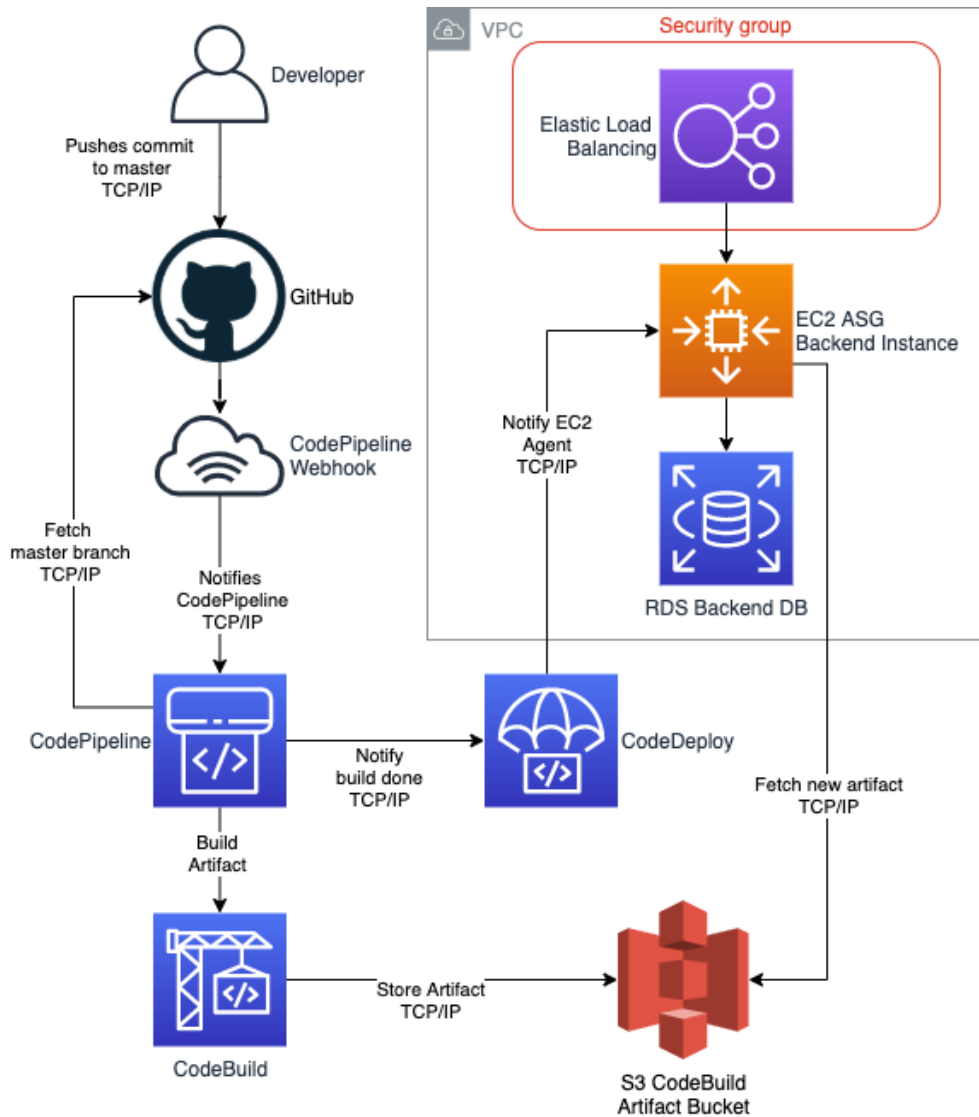 VPC
Security group
Developer
Elastic Load
Balancing
Pushes commit
to master
TCP/IP
GitHub
EC2 ASG
Backend Instance
CodePipeline
Webhook
Notify EC2
Agent
TCP/IP
Fetch
master branch
TCP/IP
Notifies
CodePipeline
TCP/IP
RDS Backend DB
CodePipeline
</>
Notify
build done
TCP/IP
</>
CodeDeploy
Fetch new artifact
TCP/IP
Build
Artifact
</>
Store Artifact
TCP/IP
CodeBuild
S3 CodeBuild
Artifact Bucket